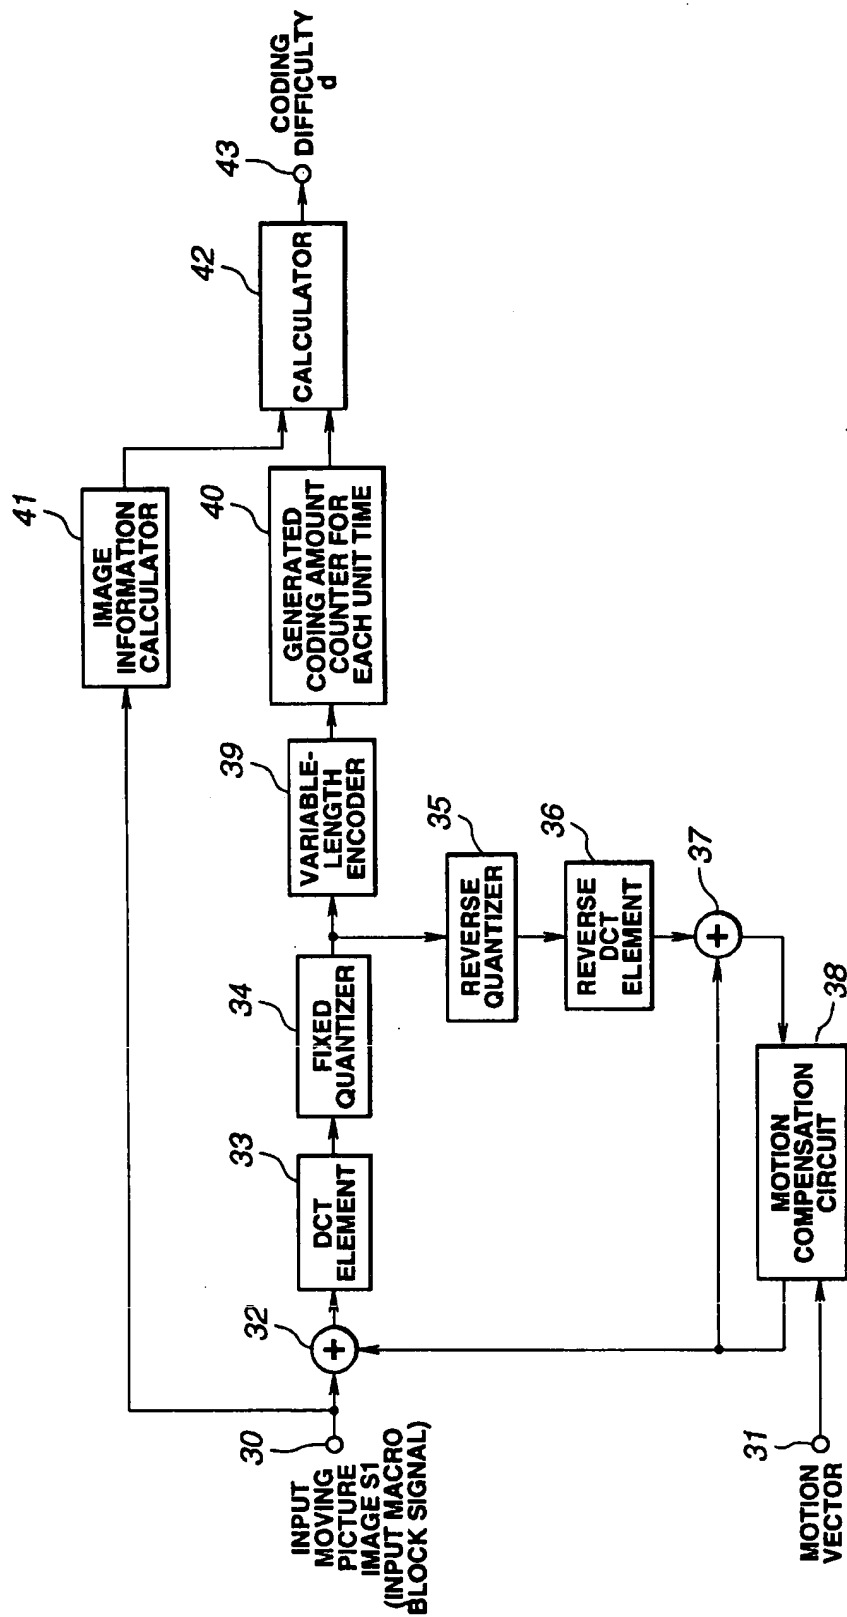 30
INPUT
MOVING
PICTURE
IMAGE S1
(INPUT MACRO
BLOCK SIGNAL)
32
33
DCT
ELEMENT
34
FIXED
QUANTIZER
39
VARIABLE-
LENGTH
ENCODER
40
GENERATED
CODING AMOUNT
COUNTER FOR
EACH UNIT TIME
41
IMAGE
INFORMATION
CALCULATOR
42
CALCULATOR
43
CODING
DIFFICULTY
d
35
REVERSE
QUANTIZER
36
REVERSE
DCT
ELEMENT
37
38
MOTION
COMPENSATION
CIRCUIT
31
MOTION
VECTOR
+
+